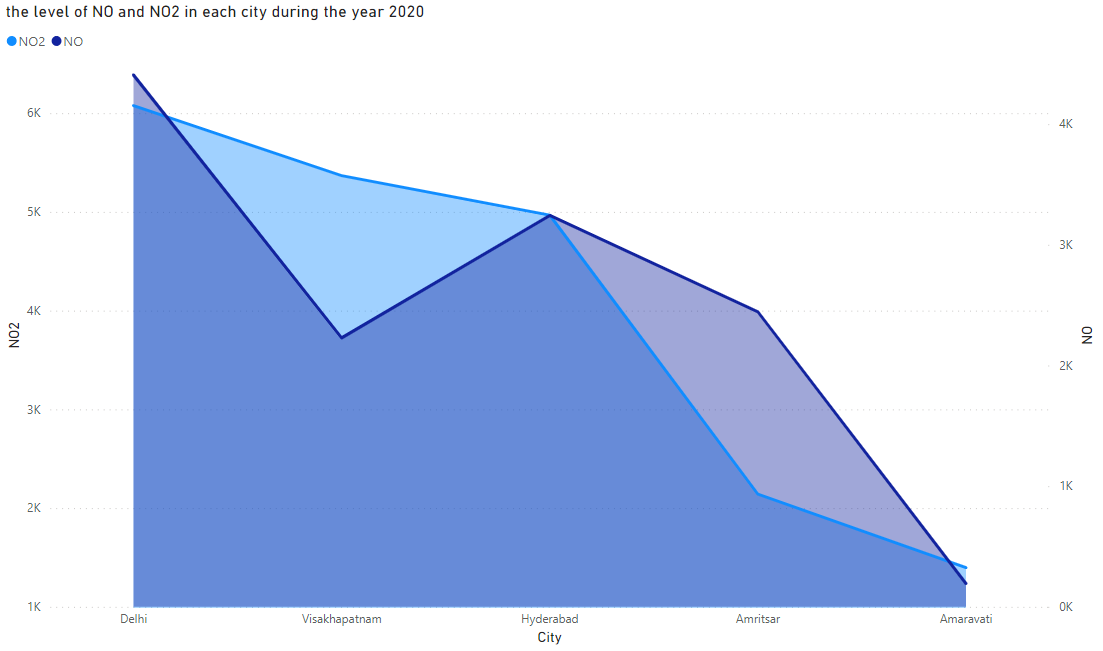 the level of NO and NO2 in each city during the year 2020
NO2 NO
6K
5K
4K
3K
2K
1K
NO2
4K
3K
2K
1K
0K
NO
Delhi Visakhapatnam Hyderabad Amritsar Amaravati
City